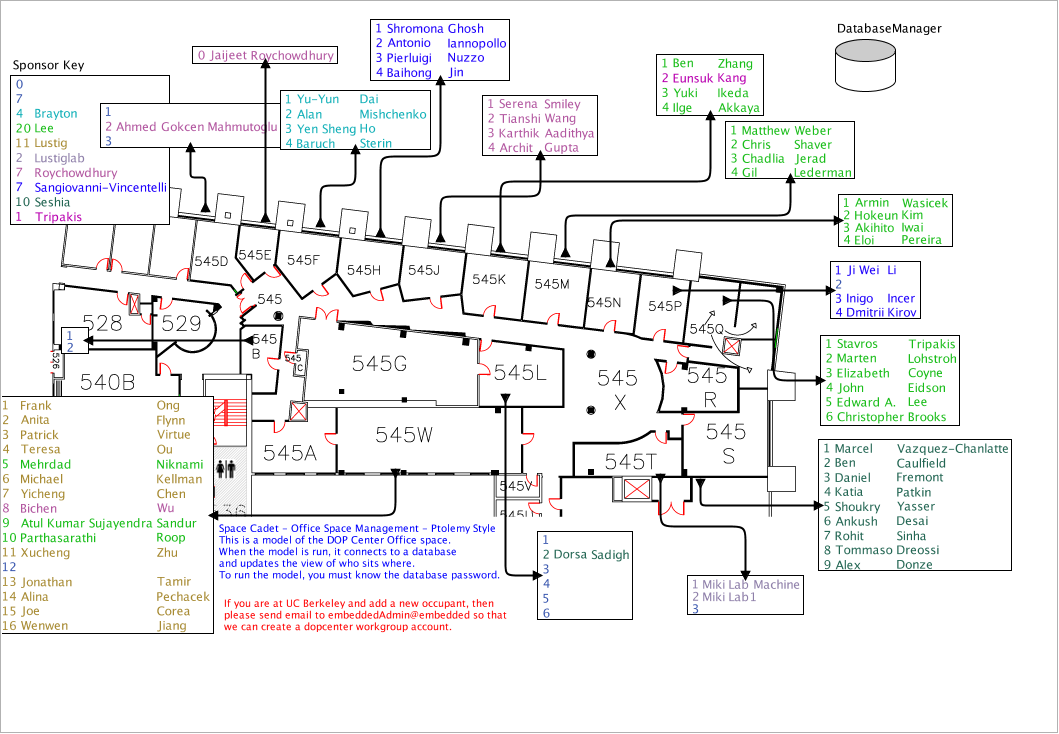 DatabaseManager
Sponsor Key
0
7
4 Brayton
20 Lee
11 Lustig
2 Lustiglab
7 Roychowdhury
7 Sangiovanni-Vincentelli
10 Seshia
1 Tripakis
1
2 Ahmed Gokcen Mahmutoglu
3
0 Jaijeet Roychowdhury
1 Yu-Yun Dai
2 Alan Mishchenko
3 Yen Sheng Ho
4 Baruch Sterin
1 Shromona Ghosh
2 Antonio Iannopollo
3 Pierluigi Nuzzo
4 Baihong Jin
1 Serena Smiley
2 Tianshi Wang
3 Karthik Aadithya
4 Archit Gupta
1 Ben Zhang
2 Eunsuk Kang
3 Yuki Ikeda
4 Ilge Akkaya
1 Matthew Weber
2 Chris Shaver
3 Chadlia Jerad
4 Gil Lederman
1 Armin Wasicek
2 Hokeun Kim
3 Akihito Iwai
4 Eloi Pereira
1 Ji Wei Li
2
3 Inigo Incer
4 Dmitrii Kirov
1 Stavros Tripakis
2 Marten Lohstroh
3 Elizabeth Coyne
4 John Eidson
5 Edward A. Lee
6 Christopher Brooks
1 Marcel Vazquez-Chanlatte
2 Ben Caulfield
3 Daniel Fremont
4 Katia Patkin
5 Shoukry Yasser
6 Ankush Desai
7 Rohit Sinha
8 Tommaso Dreossi
9 Alex Donze
545D
545E
545F
545H
545J
545K
545M
545N
545P
545Q
545
528
529
1
2
545
B
545
C
526
540B
545G
545L
545
X
545
R
545A
545W
545T
545
S
545V
1 Frank Ong
2 Anita Flynn
3 Patrick Virtue
4 Teresa Ou
5 Mehrdad Niknami
6 Michael Kellman
7 Yicheng Chen
8 Bichen Wu
9 Atul Kumar Sujayendra Sandur
10 Parthasarathi Roop
11 Xucheng Zhu
12
13 Jonathan Tamir
14 Alina Pechacek
15 Joe Corea
16 Wenwen Jiang
Space Cadet - Office Space Management - Ptolemy Style
This is a model of the DOP Center Office space.
When the model is run, it connects to a database
and updates the view of who sits where.
To run the model, you must know the database password.
If you are at UC Berkeley and add a new occupant, then
please send email to embeddedAdmin@embedded so that
we can create a dopcenter workgroup account.
1
2 Dorsa Sadigh
3
4
5
6
1 Miki Lab Machine
2 Miki Lab1
3